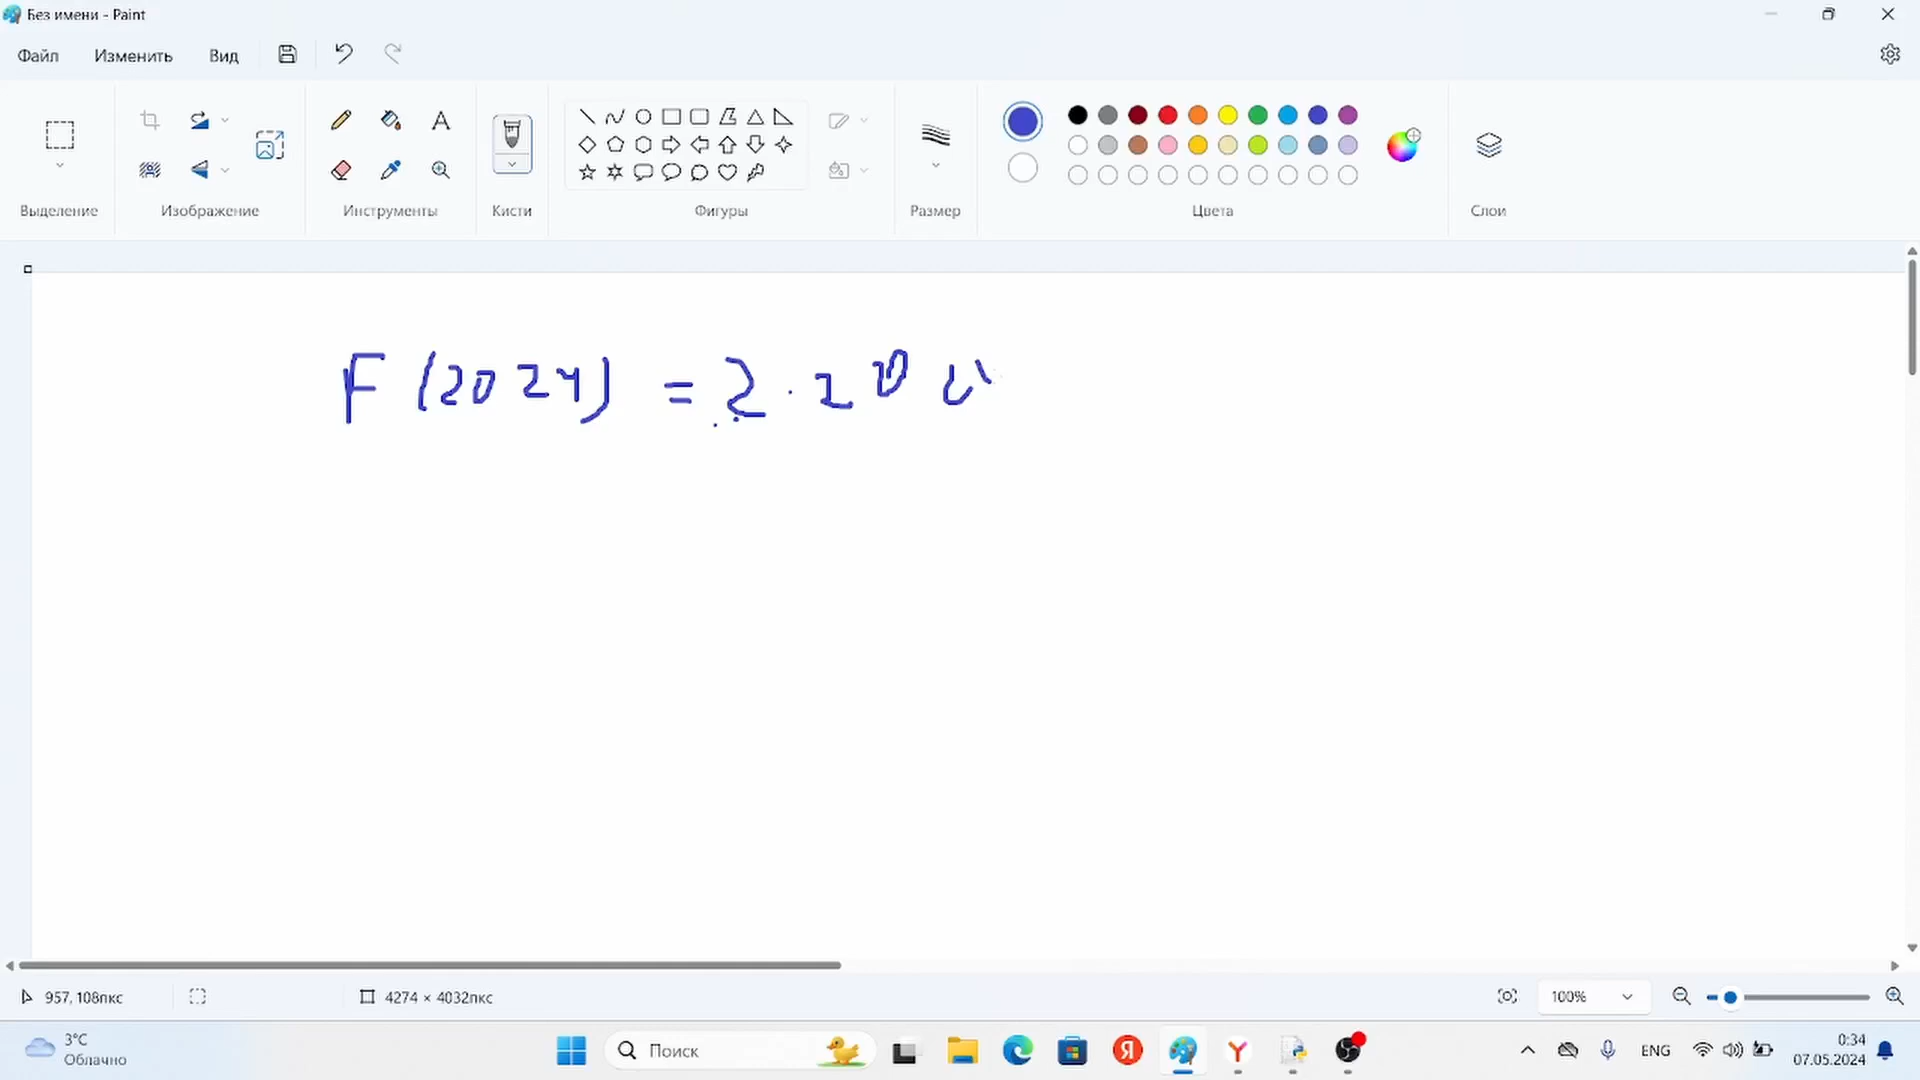 Без имени - Paint
Файл Изменить Вид
Выделение Изображение Инструменты Кисти Фигуры Размер Цвета Слои
F (2024) = 2 · 2
957, 108пкс 4274 × 4032пкс 100%
3°C
Облачно
Поиск
ENG
0:34
07.05.2024